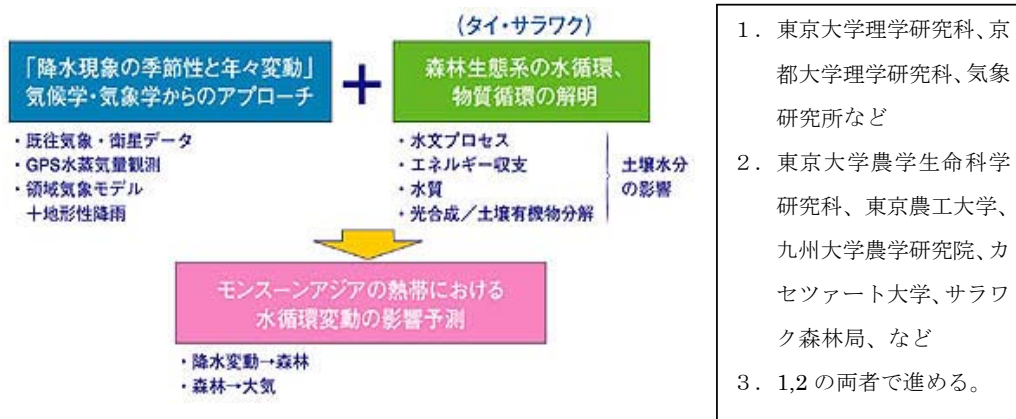 (タイ・サラワク)
「降水現象の季節性と年々変動」
気候学・気象学からのアプローチ
+
森林生態系の水循環、
物質循環の解明
・既往気象・衛星データ
・GPS水蒸気量観測
・領域気象モデル
+地形性降雨
・水文プロセス
・エネルギー収支
・水質
・光合成/土壌有機物分解
土壌水分
の影響
モンスーンアジアの熱帯における
水循環変動の影響予測
・降水変動→森林
・森林→大気
1. 東京大学理学研究科、京
都大学理学研究科、気象
研究所など
2. 東京大学農学生命科学
研究科、東京農工大学、
九州大学農学研究院、カ
セツァート大学、サラワ
ク森林局、など
3. 1,2 の両者で進める。